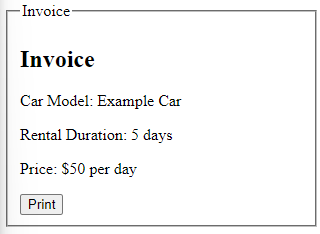 Invoice
Invoice
Car Model: Example Car
Rental Duration: 5 days
Price: $50 per day
Print